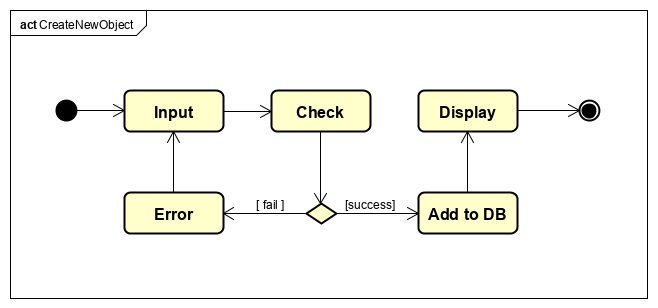 act CreateNewObject
Input
Check
Display
Error
[ fail ]
[success]
Add to DB